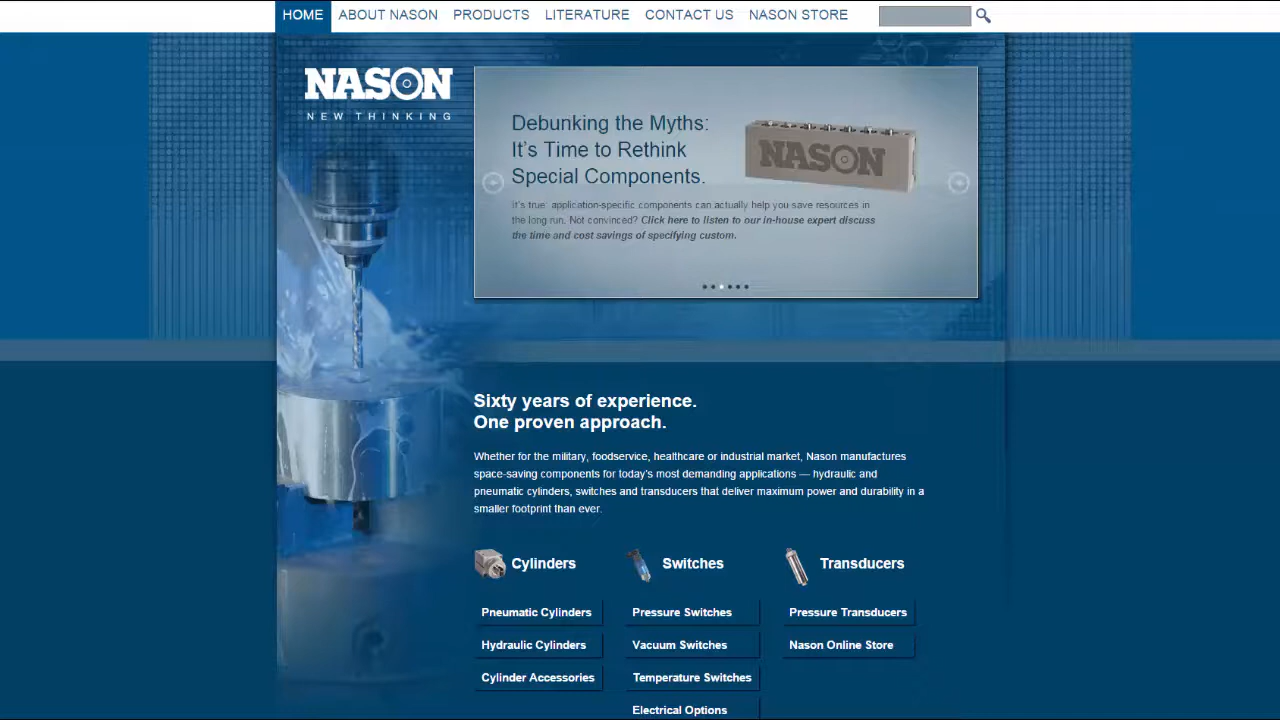 HOME ABOUT NASON PRODUCTS LITERATURE CONTACT US NASON STORE
NASON
NEW THINKING
Debunking the Myths:
It's Time to Rethink
Special Components.
NASON
It's true: application-specific components can actually help you save resources in
the long run. Not convinced? Click here to listen to our in-house expert discuss
the time and cost savings of specifying custom.
Sixty years of experience.
One proven approach.
Whether for the military, foodservice, healthcare or industrial market, Nason manufactures
space-saving components for today's most demanding applications — hydraulic and
pneumatic cylinders, switches and transducers that deliver maximum power and durability in a
smaller footprint than ever.
Cylinders Switches Transducers
Pneumatic Cylinders Pressure Switches Pressure Transducers
Hydraulic Cylinders Vacuum Switches Nason Online Store
Cylinder Accessories Temperature Switches
Electrical Options